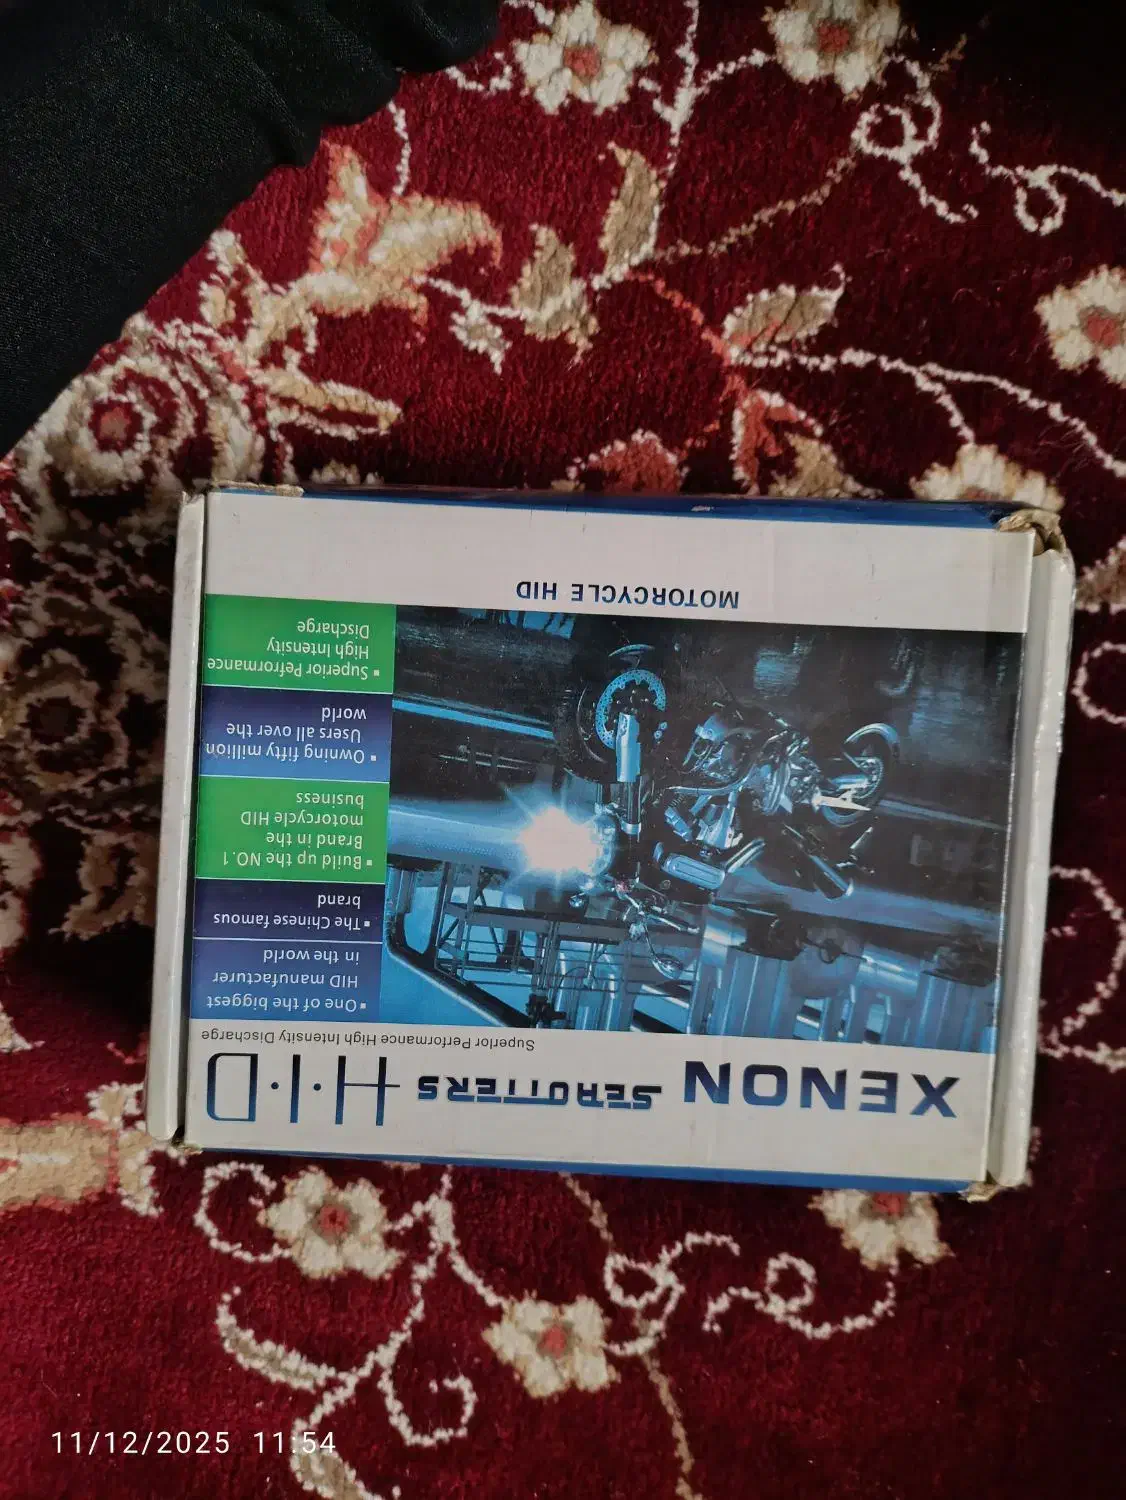 XENON SEROTTERS H·I·D
Superior Performance High Intensity Discharge
▪ One of the biggest
HID manufacturer
in the world
▪ The Chinese famous
brand
▪ Build up the NO.1
Brand in the
motorcycle HID
business
▪ Owning fifty million
Users all over the
world
▪ Superior Pefrormance
High Intensity
Discharge
MOTORCYCLE HID
11/12/2025 11:54